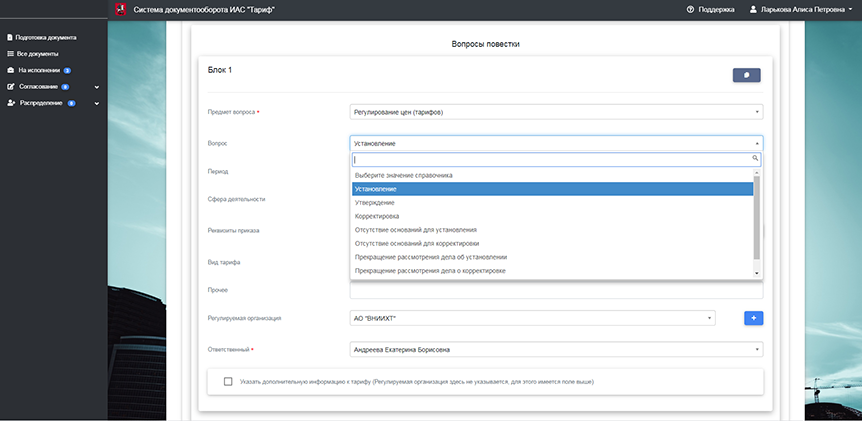 Система документооборота ИАС "Тариф"
Поддержка
Ларькова Алиса Петровна
Подготовка документа
Все документы
На исполнении 2
Согласование
Распределение
Вопросы повестки
Блок 1
Предмет вопроса *
Регулирование цен (тарифов)
Вопрос
Установление
Выберите значение справочника
Установление
Утверждение
Корректировка
Отсутствие оснований для установления
Отсутствие оснований для корректировки
Прекращение рассмотрения дела об установлении
Прекращение рассмотрения дела о корректировке
Период
Сфера деятельности
Реквизиты приказа
Вид тарифа
Прочее
Регулируемая организация
АО "ВНИИХТ"
+
Ответственный *
Андреева Екатерина Борисовна
Указать дополнительную информацию к тарифу (Регулируемая организация здесь не указывается, для этого имеется поле выше)